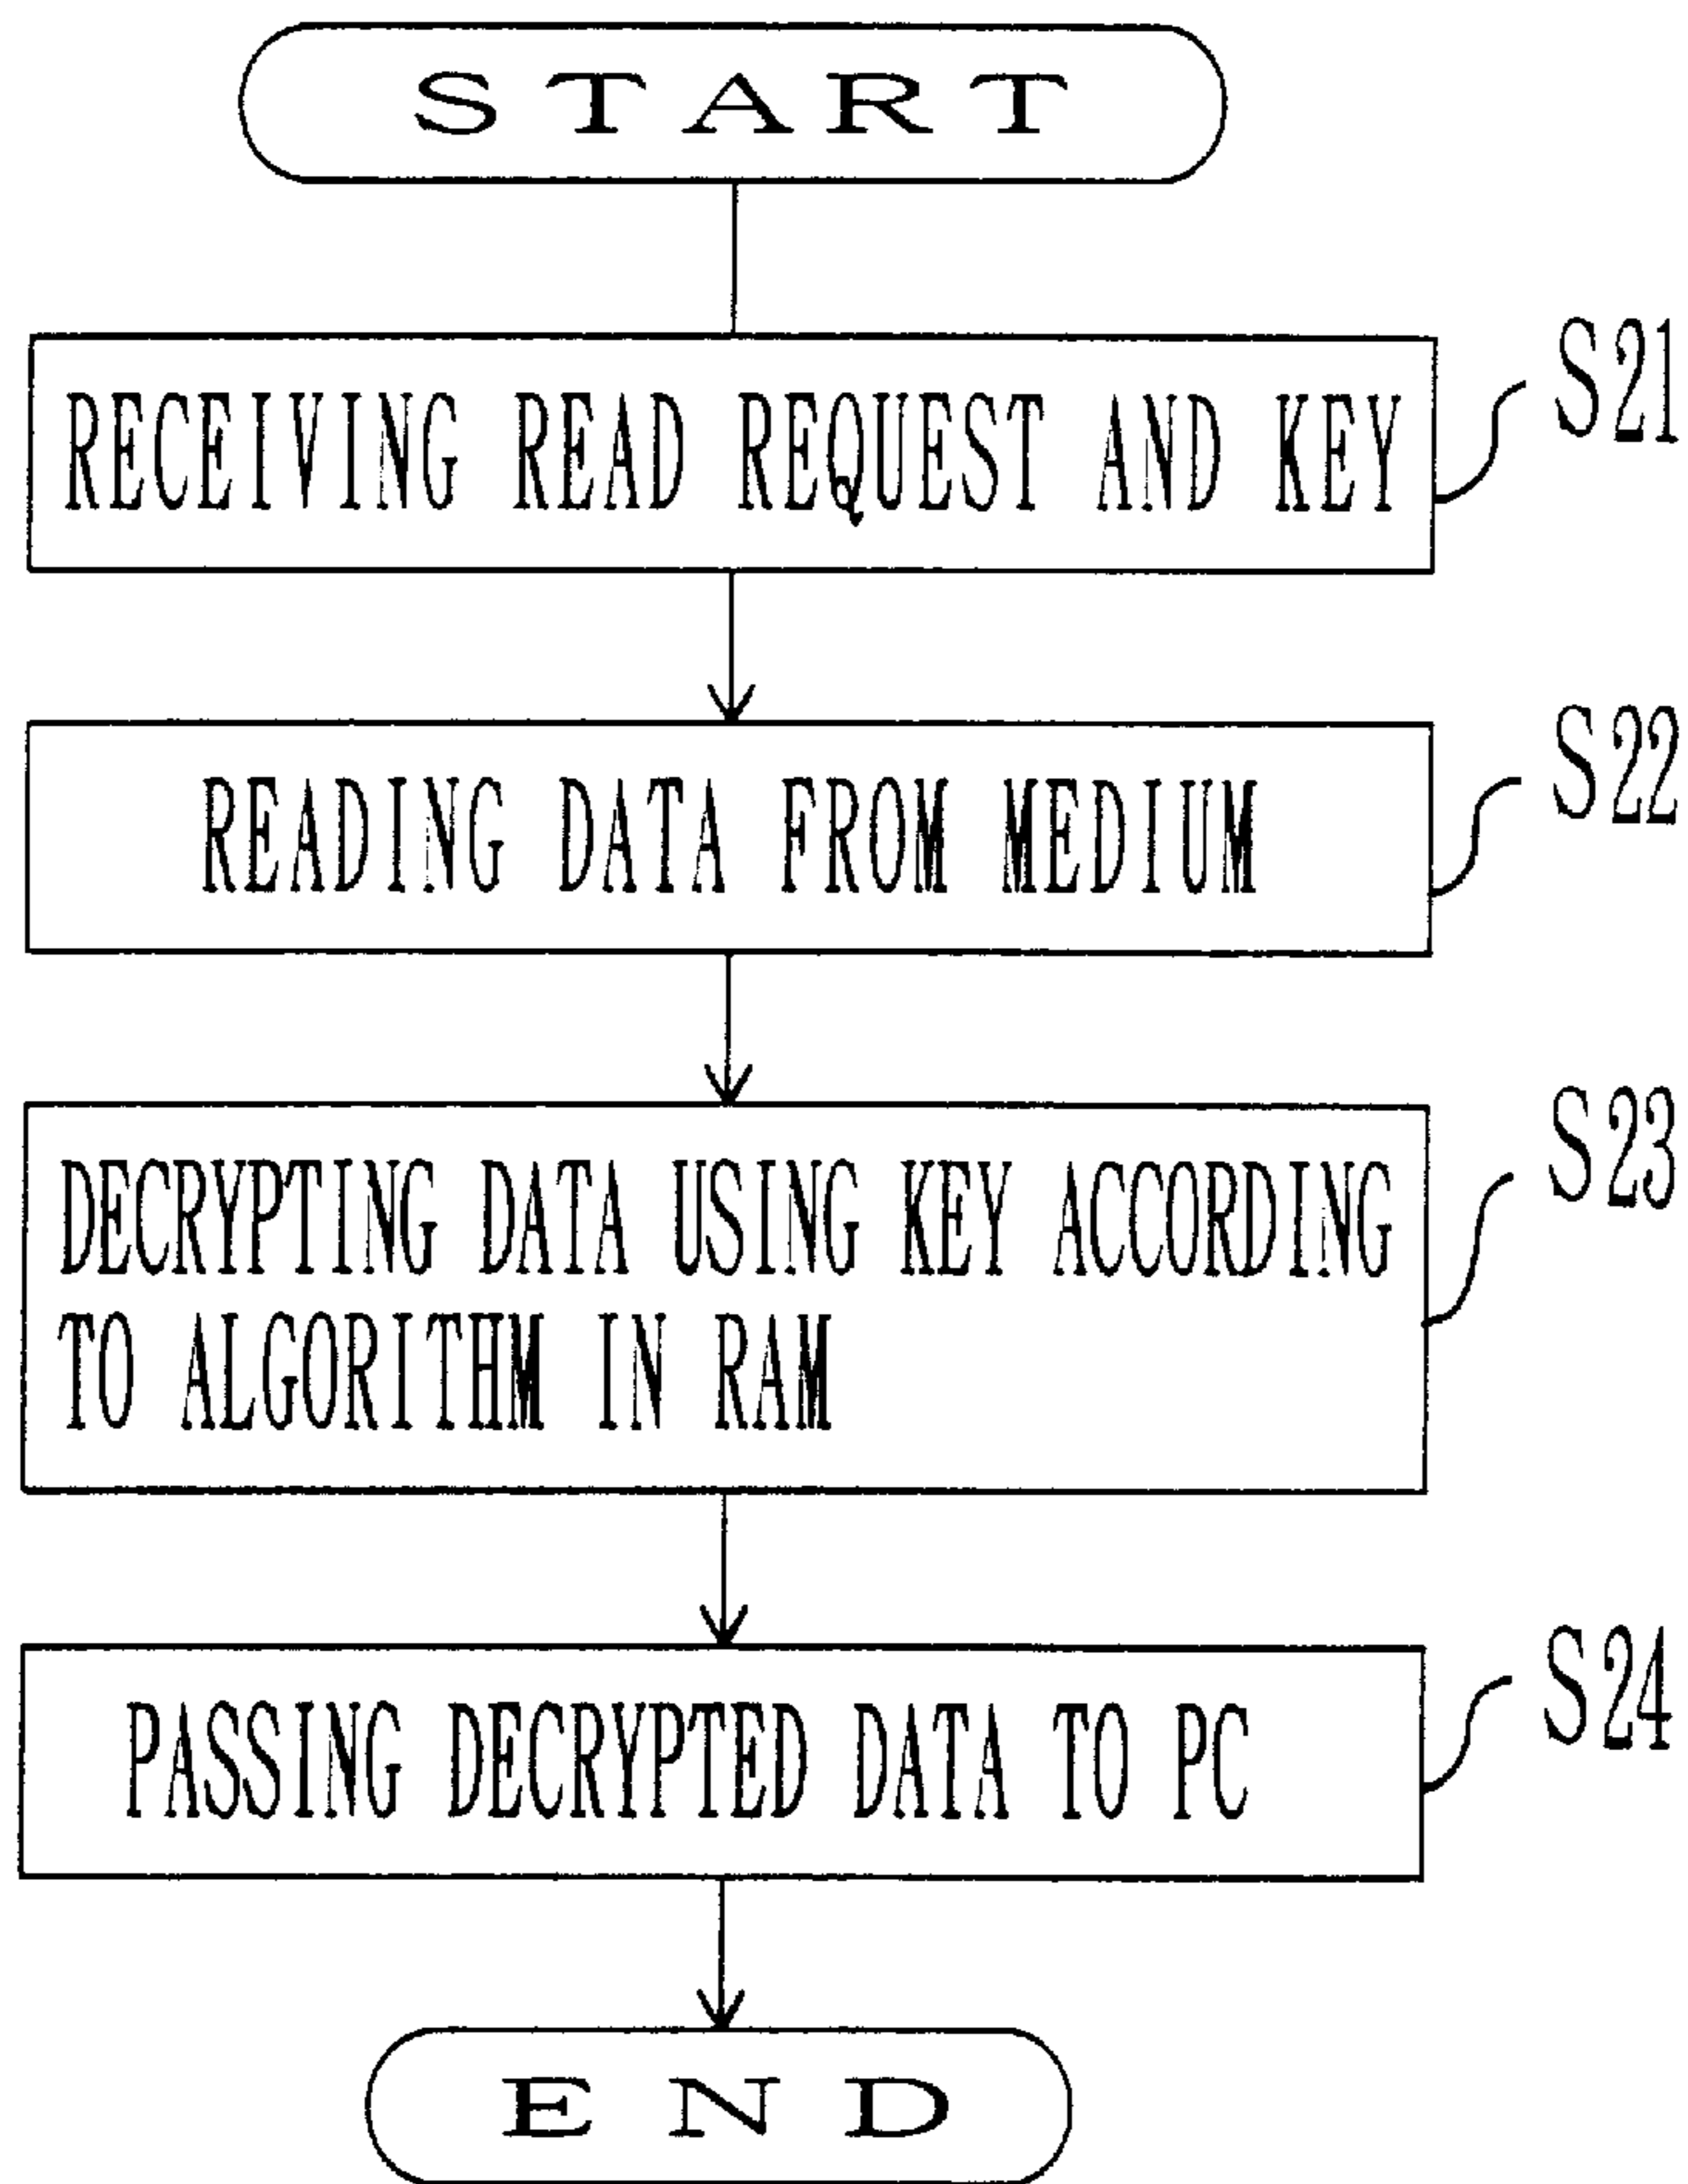 START
RECEIVING READ REQUEST AND KEY
S21
READING DATA FROM MEDIUM
S22
DECRYPTING DATA USING KEY ACCORDING
TO ALGORITHM IN RAM
S23
PASSING DECRYPTED DATA TO PC
S24
END